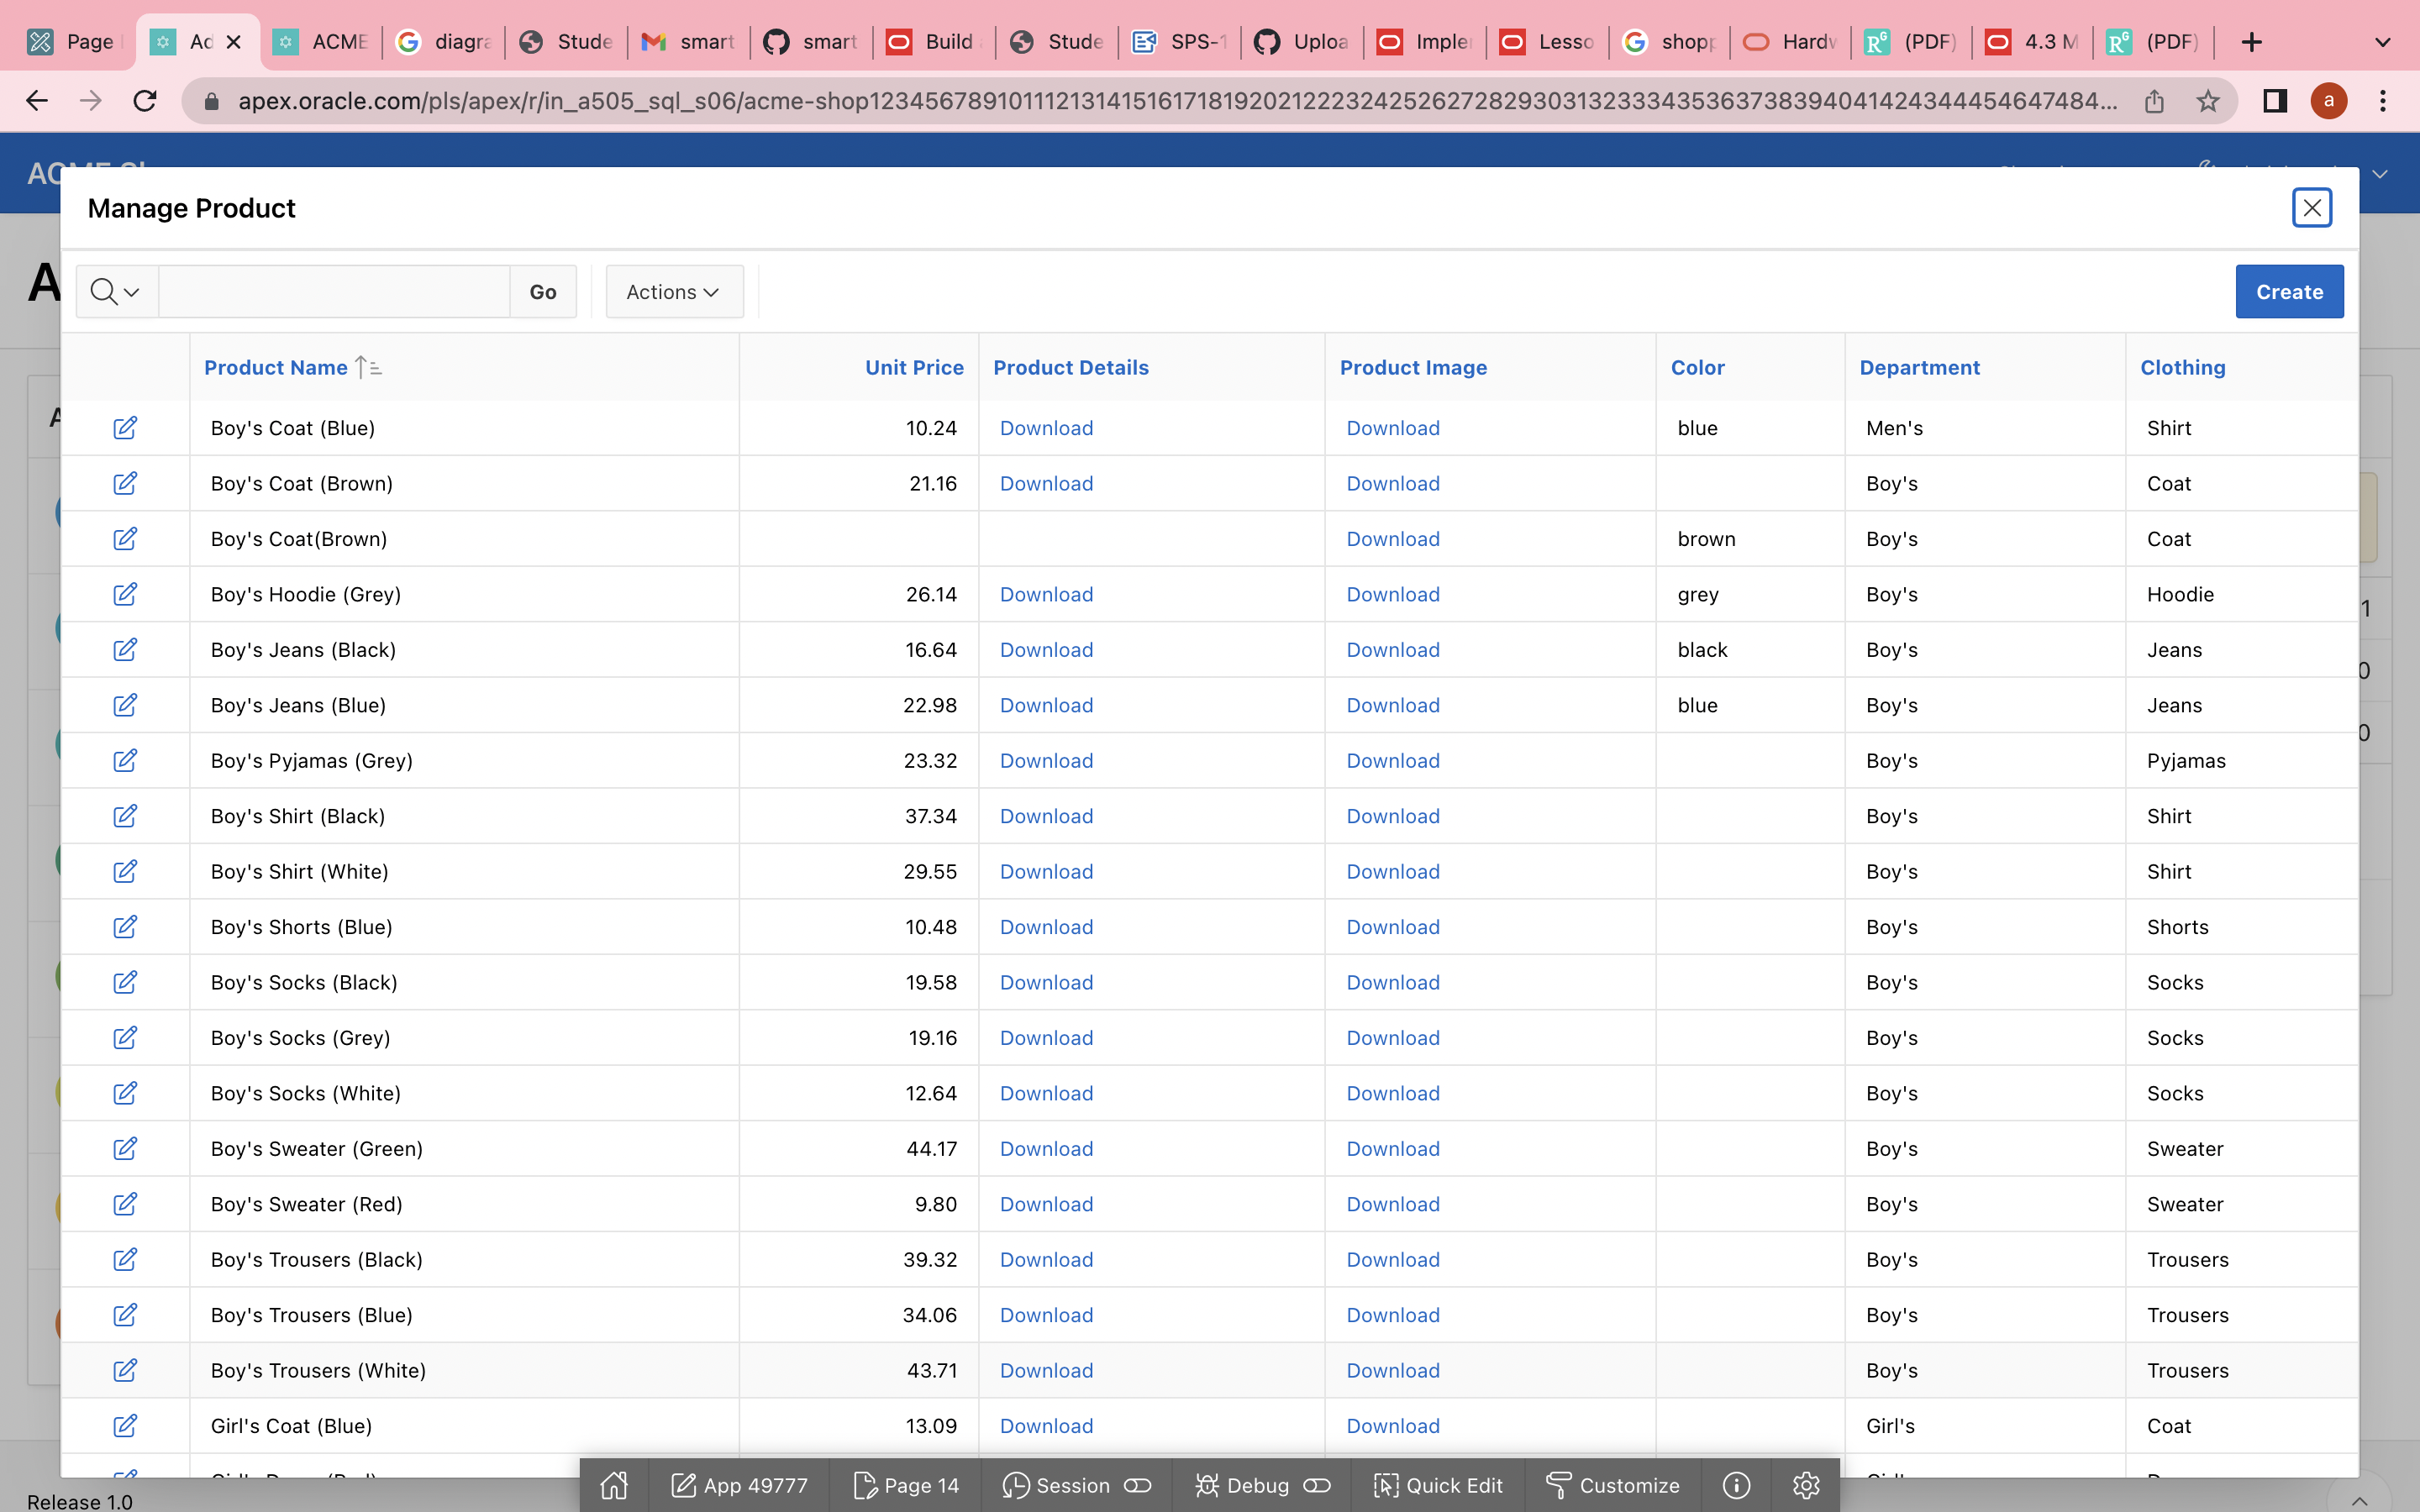 Page
Ad
ACME
diagra
Stude
smart
smart
Build
Stude
SPS-1
Uploa
Imple
Lesso
shopp
Hardw
(PDF)
4.3 M
(PDF)
apex.oracle.com/pls/apex/r/in_a505_sql_s06/acme-shop123456789101112131415161718192021222324252627282930313233343536373839404142434445464748­4...
a
Manage Product
Go
Actions
Create
Product Name Unit Price Product Details Product Image Color Department Clothing
Boy's Coat (Blue) 10.24 Download Download blue Men's Shirt
Boy's Coat (Brown) 21.16 Download Download Boy's Coat
Boy's Coat(Brown) Download brown Boy's Coat
Boy's Hoodie (Grey) 26.14 Download Download grey Boy's Hoodie
Boy's Jeans (Black) 16.64 Download Download black Boy's Jeans
Boy's Jeans (Blue) 22.98 Download Download blue Boy's Jeans
Boy's Pyjamas (Grey) 23.32 Download Download Boy's Pyjamas
Boy's Shirt (Black) 37.34 Download Download Boy's Shirt
Boy's Shirt (White) 29.55 Download Download Boy's Shirt
Boy's Shorts (Blue) 10.48 Download Download Boy's Shorts
Boy's Socks (Black) 19.58 Download Download Boy's Socks
Boy's Socks (Grey) 19.16 Download Download Boy's Socks
Boy's Socks (White) 12.64 Download Download Boy's Socks
Boy's Sweater (Green) 44.17 Download Download Boy's Sweater
Boy's Sweater (Red) 9.80 Download Download Boy's Sweater
Boy's Trousers (Black) 39.32 Download Download Boy's Trousers
Boy's Trousers (Blue) 34.06 Download Download Boy's Trousers
Boy's Trousers (White) 43.71 Download Download Boy's Trousers
Girl's Coat (Blue) 13.09 Download Download Girl's Coat
App 49777 Page 14 Session Debug Quick Edit Customize
Release 1.0